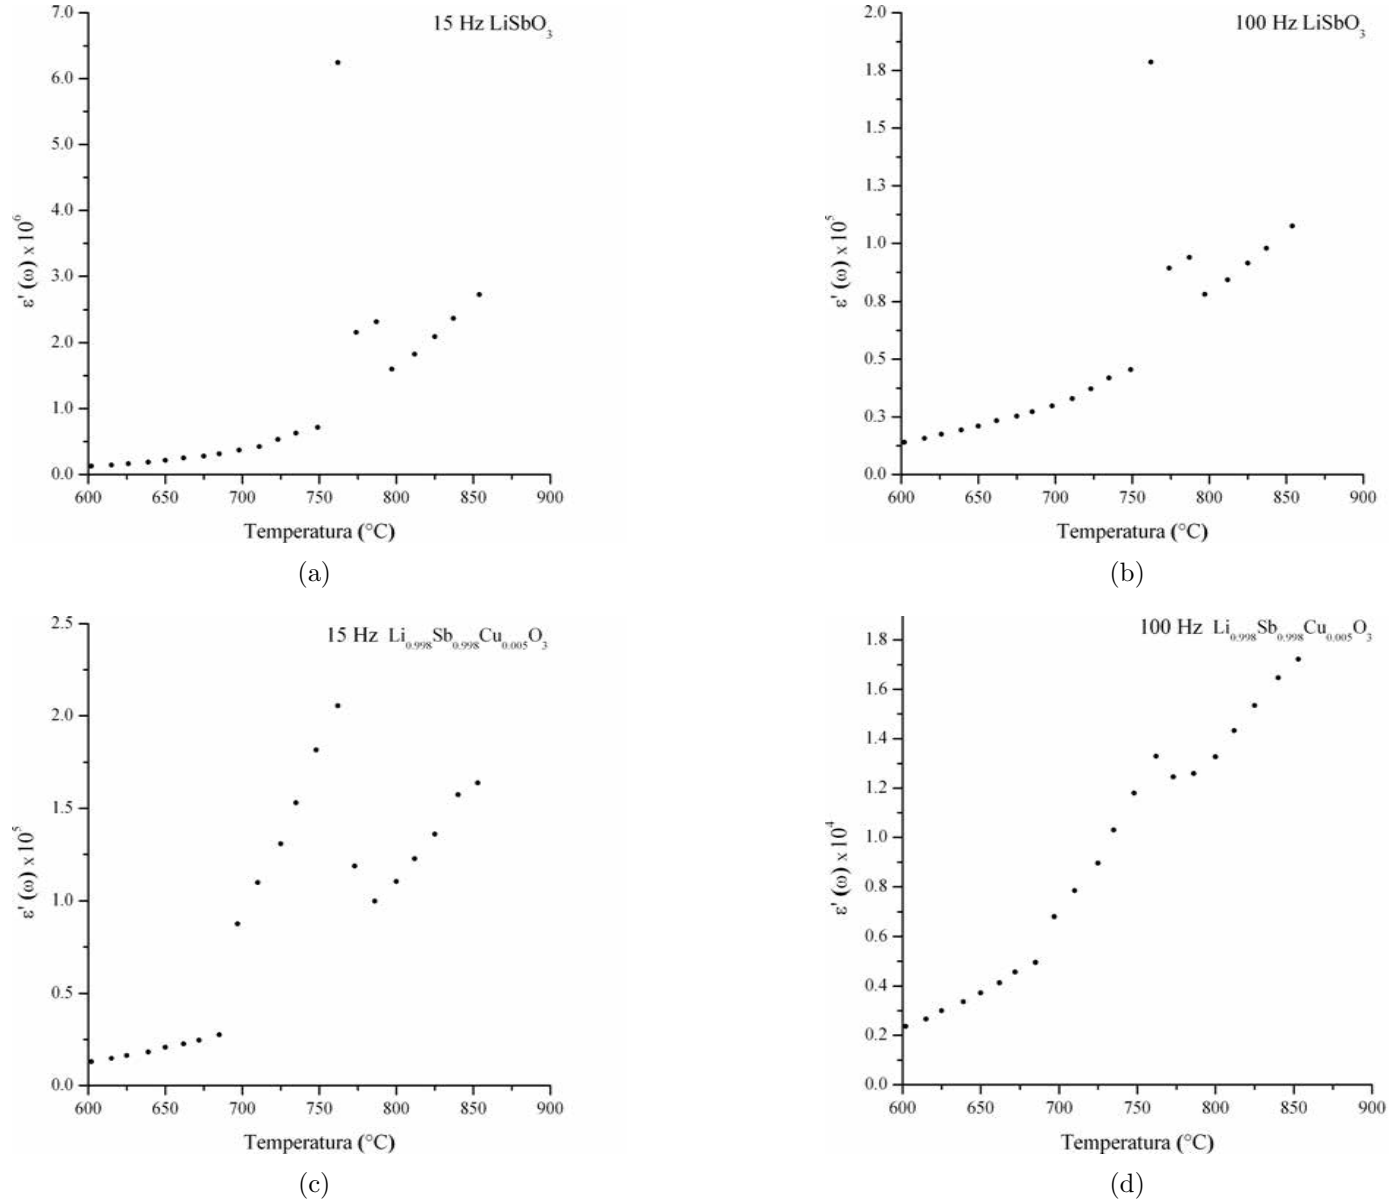 15 Hz LiSbO3
7.0
6.0
5.0
4.0
3.0
2.0
1.0
0.0
ε' (ω) x 10^6
600 650 700 750 800 850 900
Temperatura (°C)
(a)
100 Hz LiSbO3
2.0
1.8
1.5
1.3
1.0
0.8
0.5
0.3
0.0
ε' (ω) x 10^5
600 650 700 750 800 850 900
Temperatura (°C)
(b)
15 Hz Li0.998Sb0.998Cu0.005O3
2.5
2.0
1.5
1.0
0.5
0.0
ε' (ω) x 10^5
600 650 700 750 800 850 900
Temperatura (°C)
(c)
100 Hz Li0.998Sb0.998Cu0.005O3
1.8
1.6
1.4
1.2
1.0
0.8
0.6
0.4
0.2
0.0
ε' (ω) x10^4
600 650 700 750 800 850 900
Temperatura (°C)
(d)